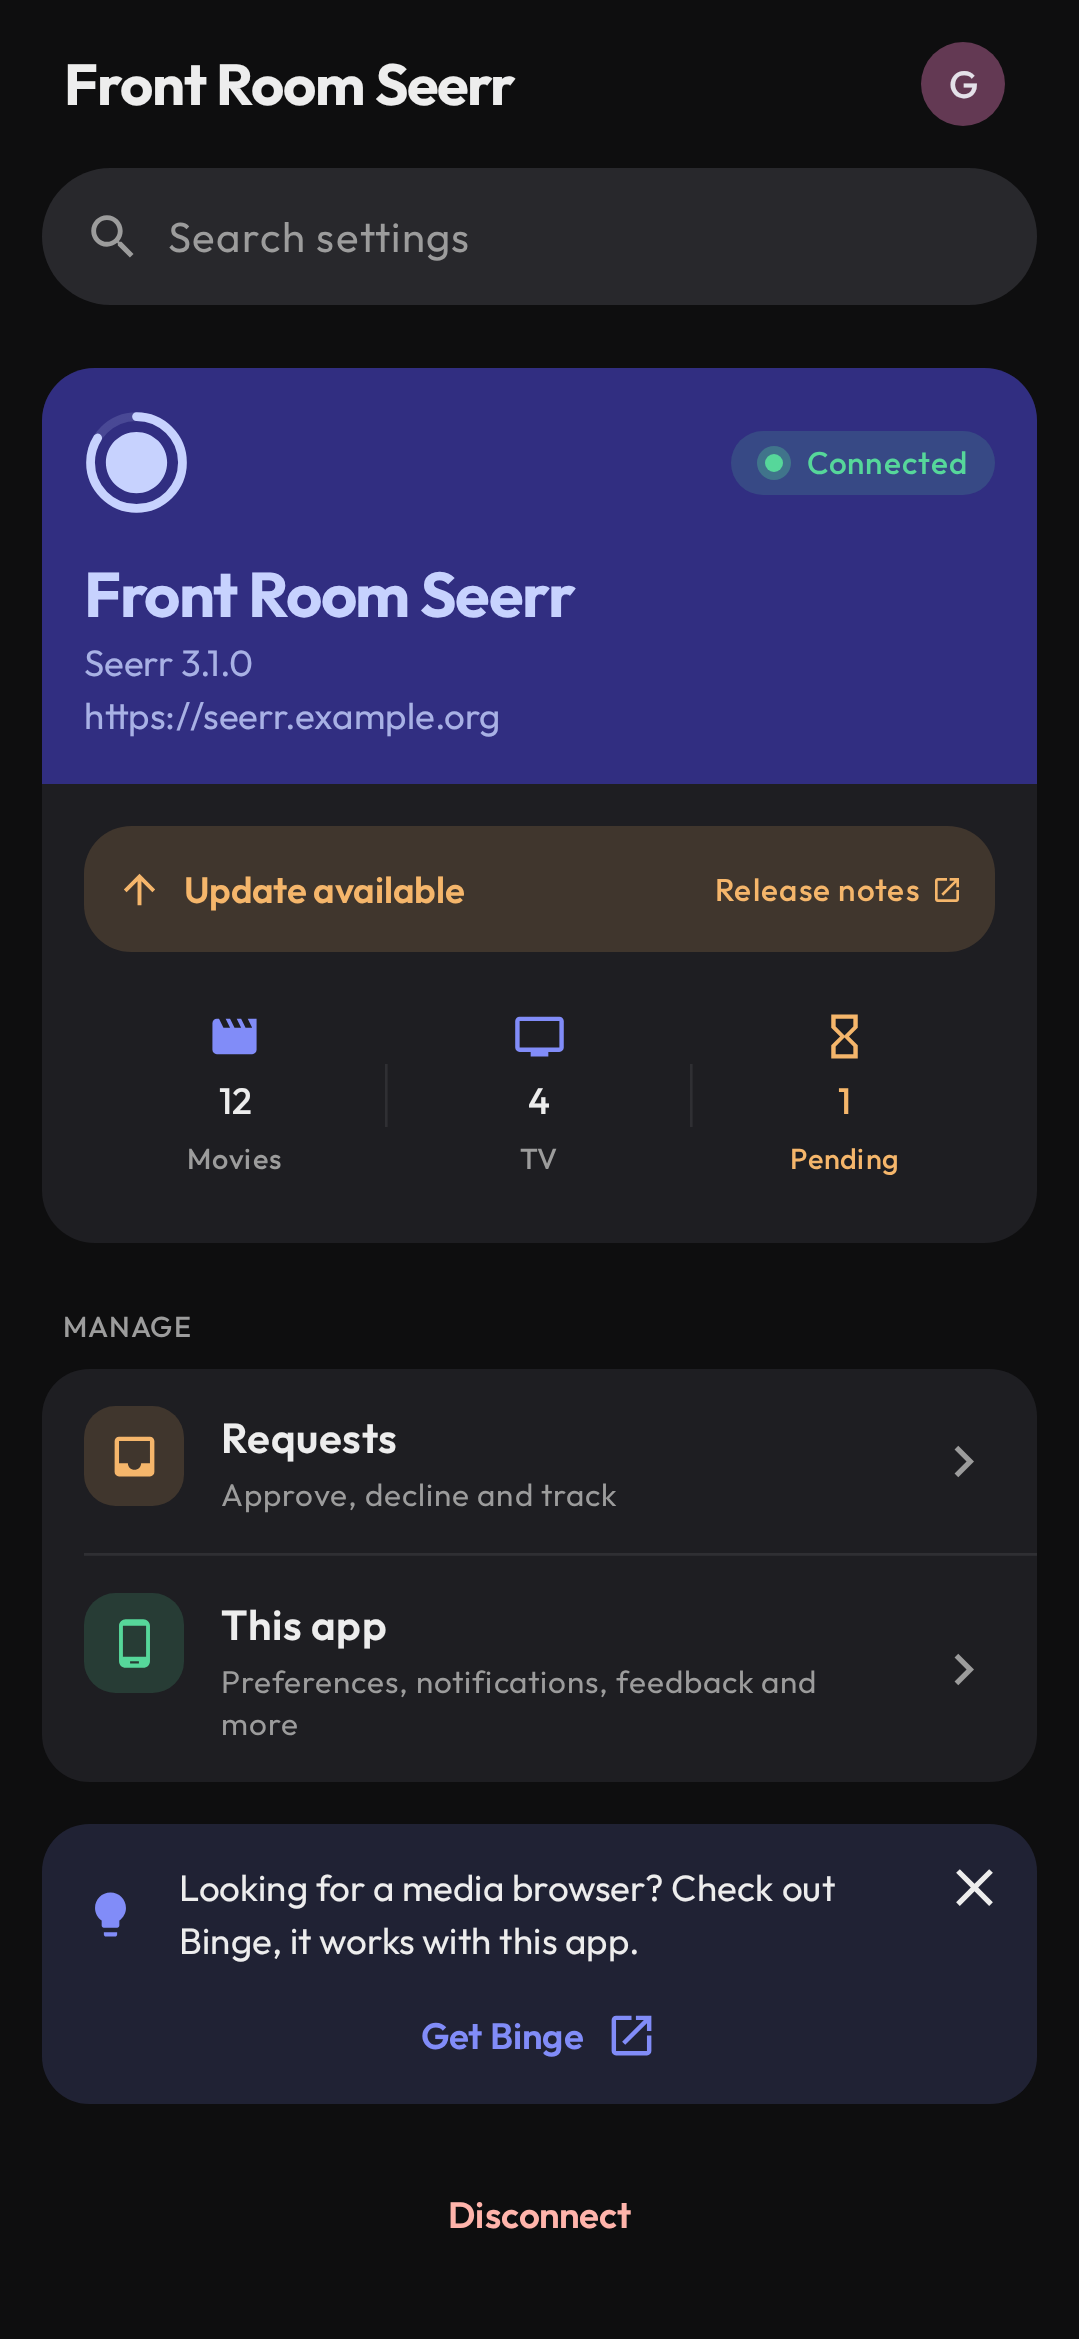 Front Room Seerr
G
Search settings
Connected
Front Room Seerr
Seerr 3.1.0
https://seerr.example.org
Update available
Release notes
12
Movies
4
TV
1
Pending
MANAGE
Requests
Approve, decline and track
This app
Preferences, notifications, feedback and
more
Looking for a media browser? Check out
Binge, it works with this app.
Get Binge
Disconnect